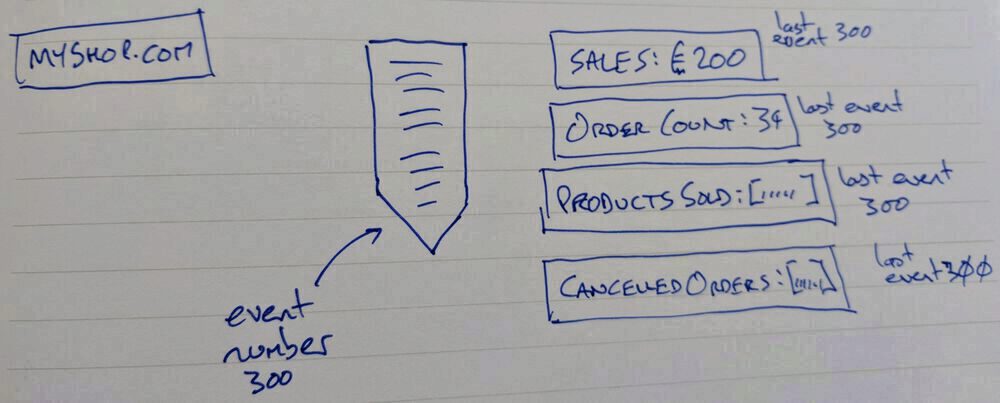 MYSHOP.COM
event
number
300
SALES: £200
last
event 300
ORDER COUNT: 34
last event
300
PRODUCTS SOLD: [.....]
last event
300
CANCELLED ORDERS: [.....]
last
event 300